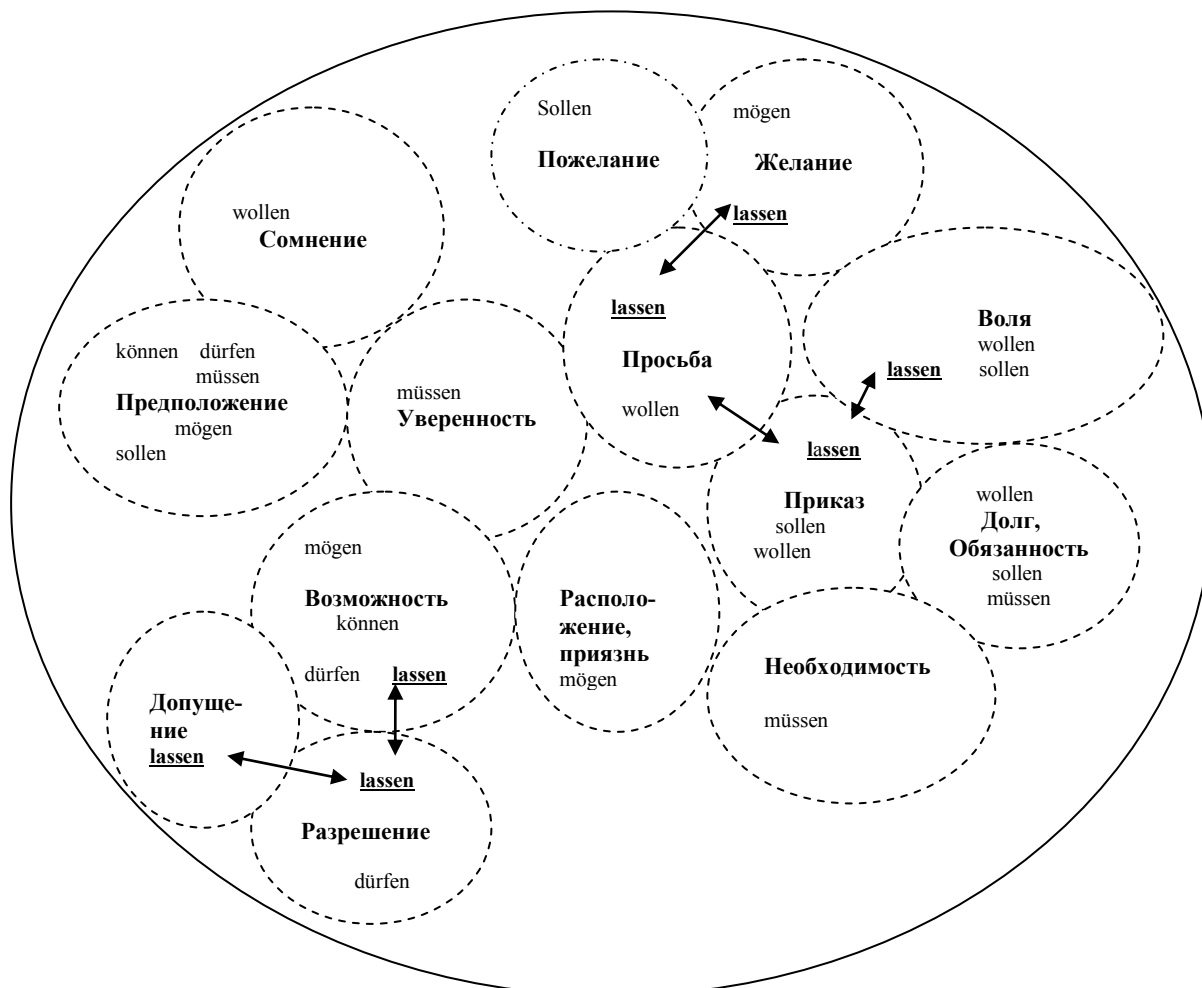 Sollen
Пожелание
mögen
Желание
lassen
wollen
Сомнение
lassen
Просьба
wollen
Воля
wollen
sollen
lassen
können dürfen
müssen
Предположение
mögen
sollen
müssen
Уверенность
lassen
Приказ
sollen
wollen
wollen
Долг,
Обязанность
sollen
müssen
mögen
Возможность
können
dürfen lassen
Располо-
жение,
приязнь
mögen
Необходимость
müssen
Допуще-
ние
lassen
lassen
Разрешение
dürfen